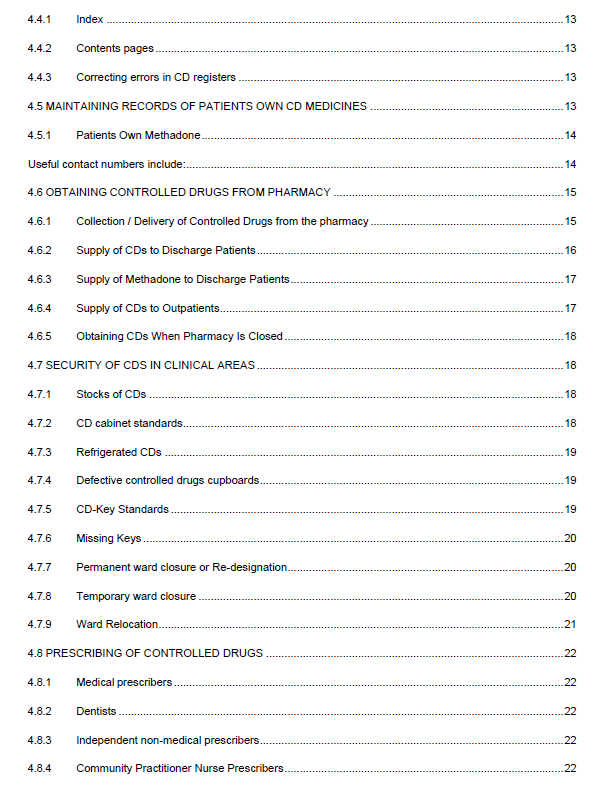 4.4.1 Index ........ 13
4.4.2 Contents pages ........ 13
4.4.3 Correcting errors in CD registers ........ 13
4.5 MAINTAINING RECORDS OF PATIENTS OWN CD MEDICINES ........ 13
4.5.1 Patients Own Methadone ........ 14
Useful contact numbers include: ........ 14
4.6 OBTAINING CONTROLLED DRUGS FROM PHARMACY ........ 15
4.6.1 Collection / Delivery of Controlled Drugs from the pharmacy ........ 15
4.6.2 Supply of CDs to Discharge Patients ........ 16
4.6.3 Supply of Methadone to Discharge Patients ........ 17
4.6.4 Supply of CDs to Outpatients ........ 17
4.6.5 Obtaining CDs When Pharmacy Is Closed ........ 18
4.7 SECURITY OF CDS IN CLINICAL AREAS ........ 18
4.7.1 Stocks of CDs ........ 18
4.7.2 CD cabinet standards ........ 18
4.7.3 Refrigerated CDs ........ 19
4.7.4 Defective controlled drugs cupboards ........ 19
4.7.5 CD-Key Standards ........ 19
4.7.6 Missing Keys ........ 20
4.7.7 Permanent ward closure or Re-designation ........ 20
4.7.8 Temporary ward closure ........ 20
4.7.9 Ward Relocation ........ 21
4.8 PRESCRIBING OF CONTROLLED DRUGS ........ 22
4.8.1 Medical prescribers ........ 22
4.8.2 Dentists ........ 22
4.8.3 Independent non-medical prescribers ........ 22
4.8.4 Community Practitioner Nurse Prescribers ........ 22